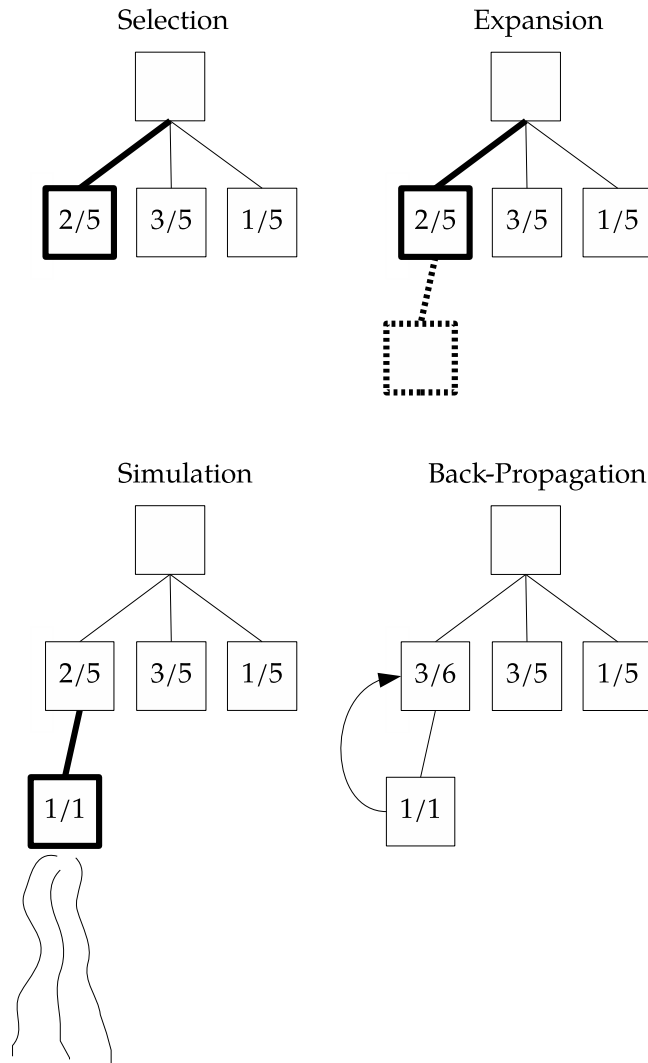 Selection
2/5 3/5 1/5
Expansion
2/5 3/5 1/5
Simulation
2/5 3/5 1/5
1/1
Back-Propagation
3/6 3/5 1/5
1/1